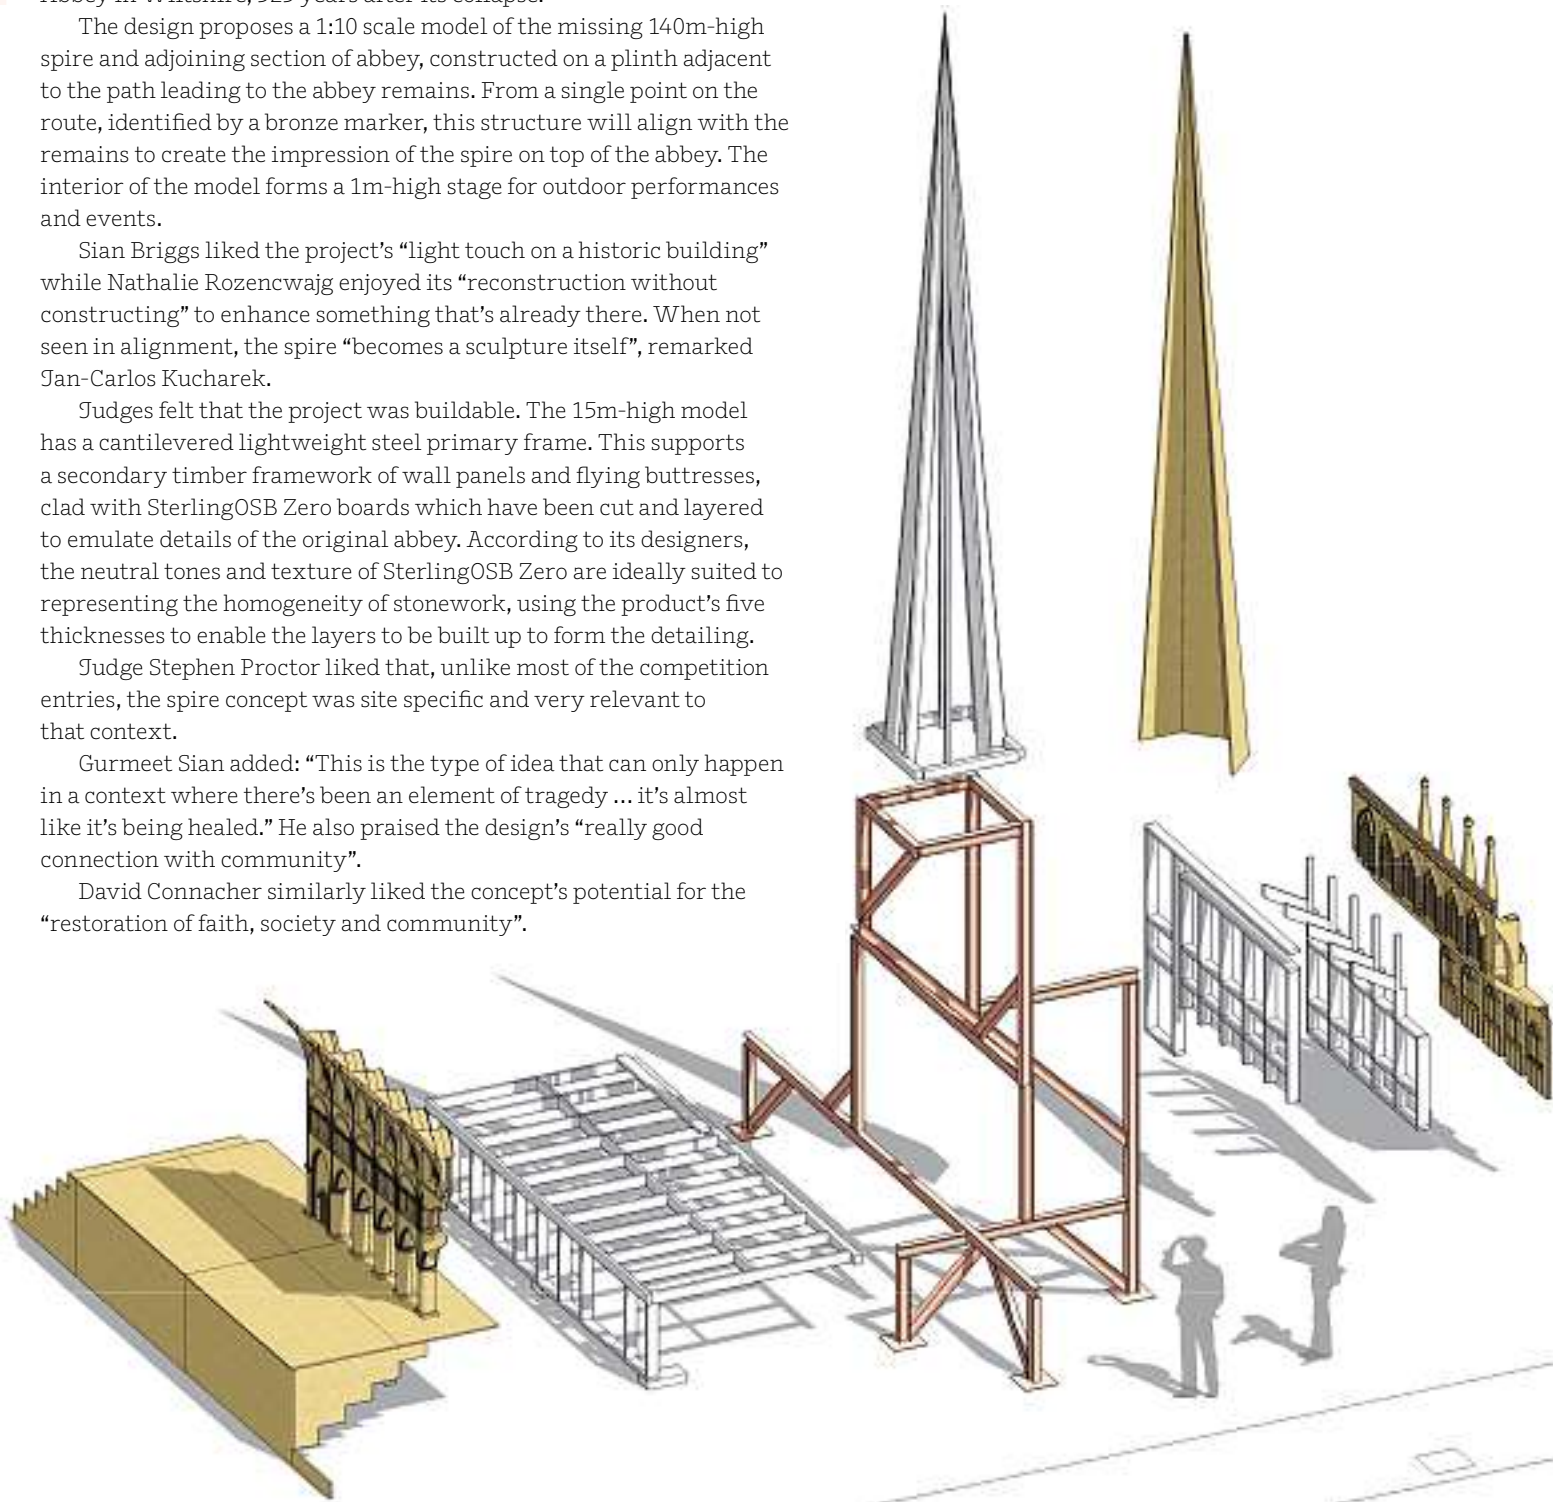 The design proposes a 1:10 scale model of the missing 140m-high
spire and adjoining section of abbey, constructed on a plinth adjacent
to the path leading to the abbey remains. From a single point on the
route, identified by a bronze marker, this structure will align with the
remains to create the impression of the spire on top of the abbey. The
interior of the model forms a 1m-high stage for outdoor performances
and events.
Sian Briggs liked the project’s “light touch on a historic building”
while Nathalie Rozencwajg enjoyed its “reconstruction without
constructing” to enhance something that’s already there. When not
seen in alignment, the spire “becomes a sculpture itself”, remarked
Jan-Carlos Kucharek.
Judges felt that the project was buildable. The 15m-high model
has a cantilevered lightweight steel primary frame. This supports
a secondary timber framework of wall panels and flying buttresses,
clad with SterlingOSB Zero boards which have been cut and layered
to emulate details of the original abbey. According to its designers,
the neutral tones and texture of SterlingOSB Zero are ideally suited to
representing the homogeneity of stonework, using the product’s five
thicknesses to enable the layers to be built up to form the detailing.
Judge Stephen Proctor liked that, unlike most of the competition
entries, the spire concept was site specific and very relevant to
that context.
Gurmeet Sian added: “This is the type of idea that can only happen
in a context where there’s been an element of tragedy ... it’s almost
like it’s being healed.” He also praised the design’s “really good
connection with community”.
David Connacher similarly liked the concept’s potential for the
“restoration of faith, society and community”.